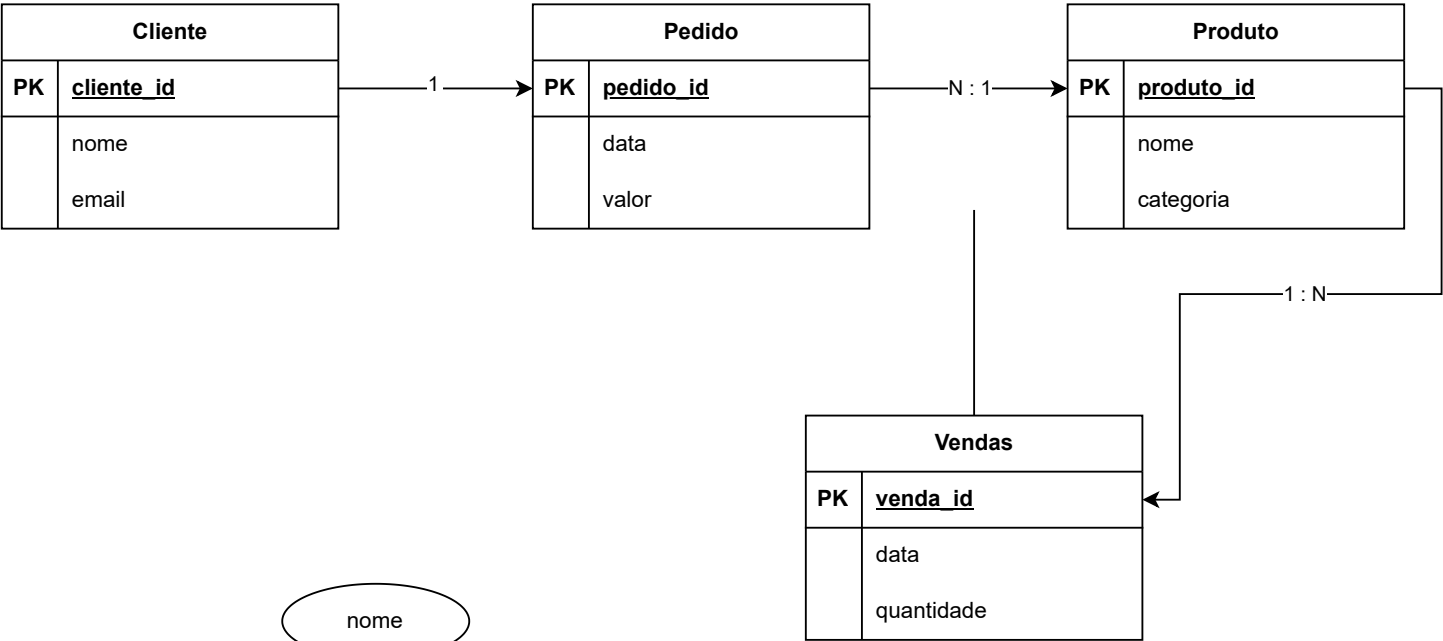 Cliente
PK cliente_id
nome
email
1
Pedido
PK pedido_id
data
valor
N : 1
Produto
PK produto_id
nome
categoria
1 : N
Vendas
PK venda_id
data
quantidade
nome